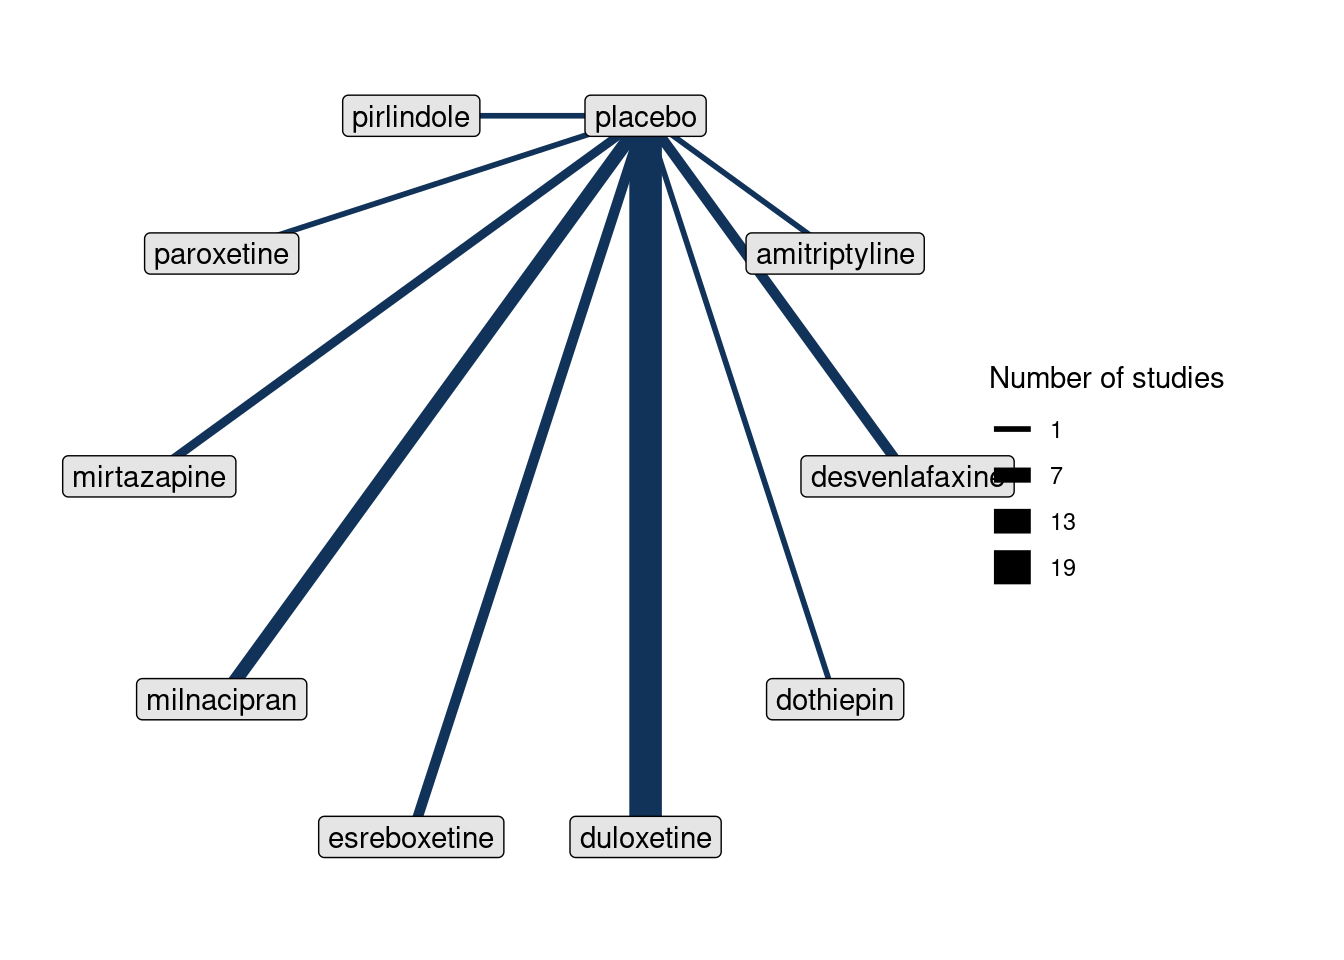 pirlindole
placebo
paroxetine
amitriptyline
Number of studies
1
mirtazapine
desvenlafaxine
7
13
19
milnacipran
dothiepin
esreboxetine
duloxetine